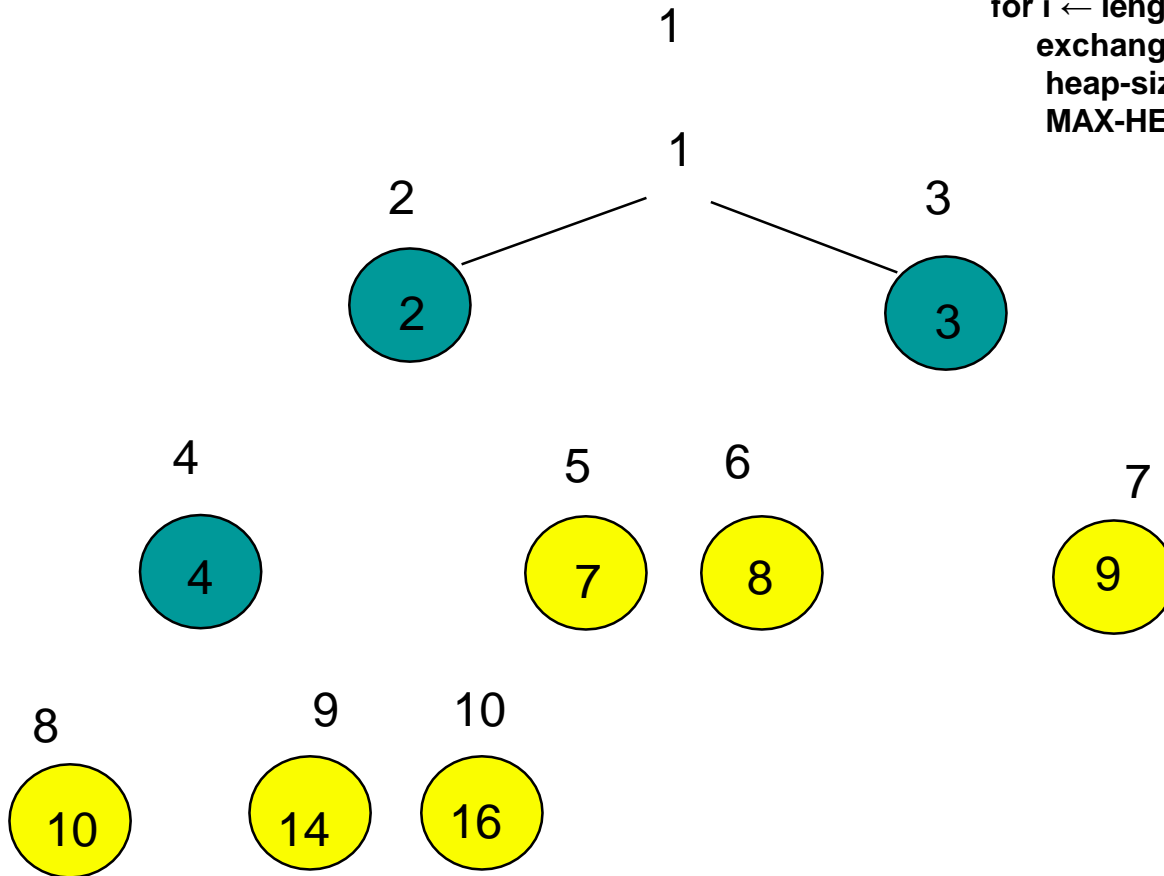 1
for i ← leng
exchang
heap-siz
MAX-HE
1
2 3
2 3
4 5 6 7
4 7 8 9
8 9 10
10 14 16